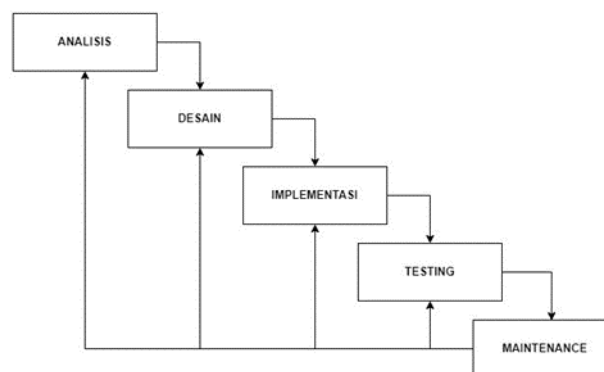 ANALISIS
DESAIN
IMPLEMENTASI
TESTING
MAINTENANCE